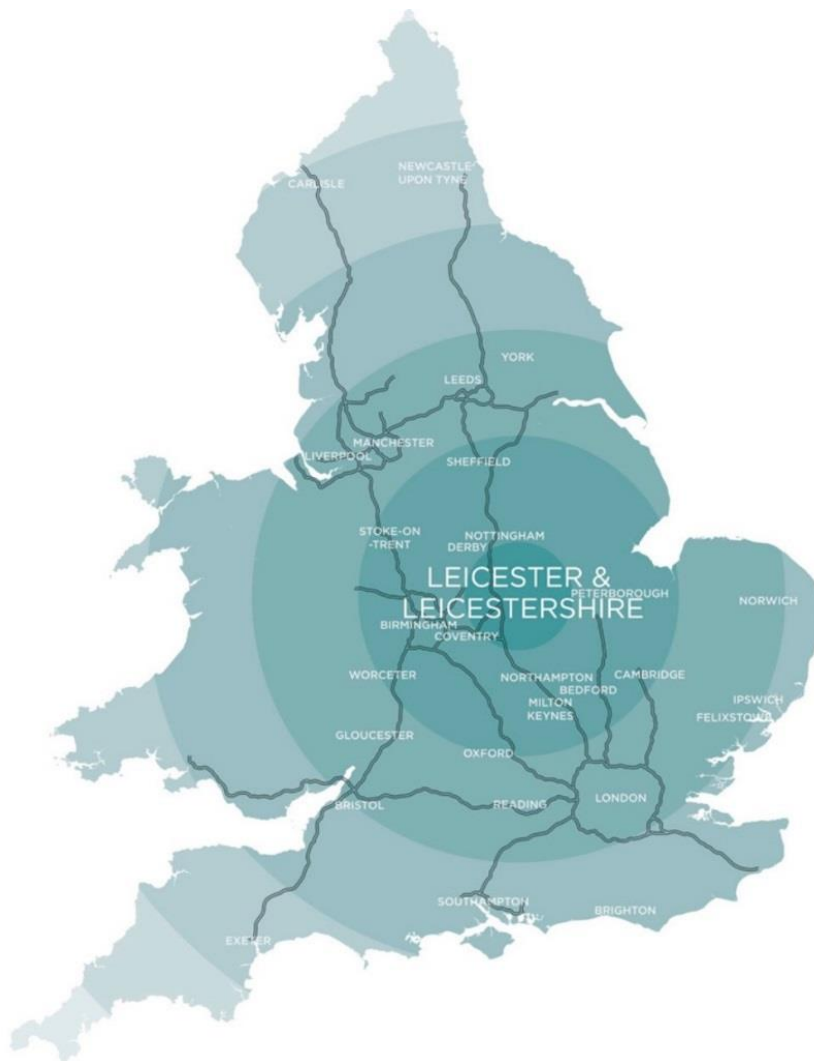 NEWCASTLE
UPON TYNE
CARLISLE
YORK
LEEDS
MANCHESTER
LIVERPOOL
SHEFFIELD
STOKE-ON
-TRENT
NOTTINGHAM
DERBY
LEICESTER &
LEICESTERSHIRE
PETERBOROUGH
NORWICH
BIRMINGHAM
COVENTRY
WORCETER
NORTHAMPTON
CAMBRIDGE
BEDFORD
MILTON
KEYNES
IPSWICH
FELIXSTOWE
GLOUCESTER
OXFORD
BRISTOL
READING
LONDON
SOUTHAMPTON
BRIGHTON
EXETER